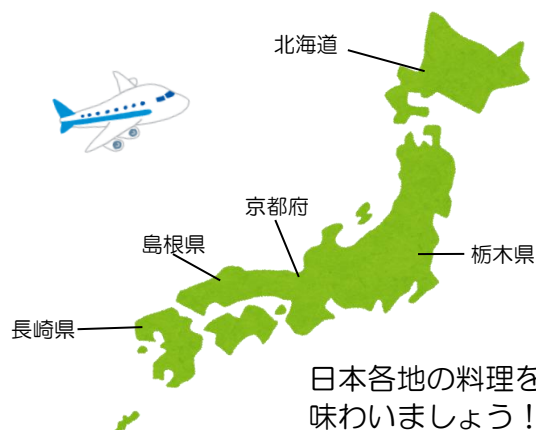 北海道
京都府
島根県
栃木県
長崎県
日本各地の料理を
味わいましょう！